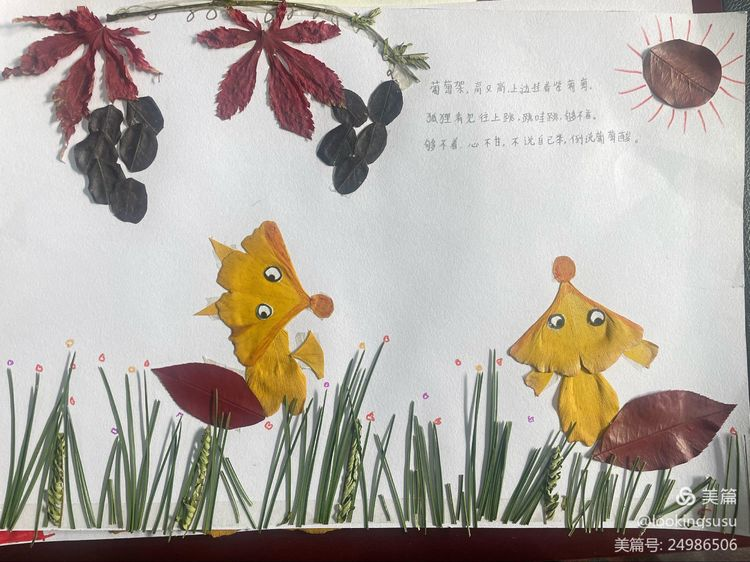 葡萄架,高又高,上边挂着紫葡萄。
狐狸看见往上跳,跳哇跳,够不着。
够不着,心不甘,不说自己笨,倒说葡萄酸。
美篇
@lookingsusu
美篇号: 24986506